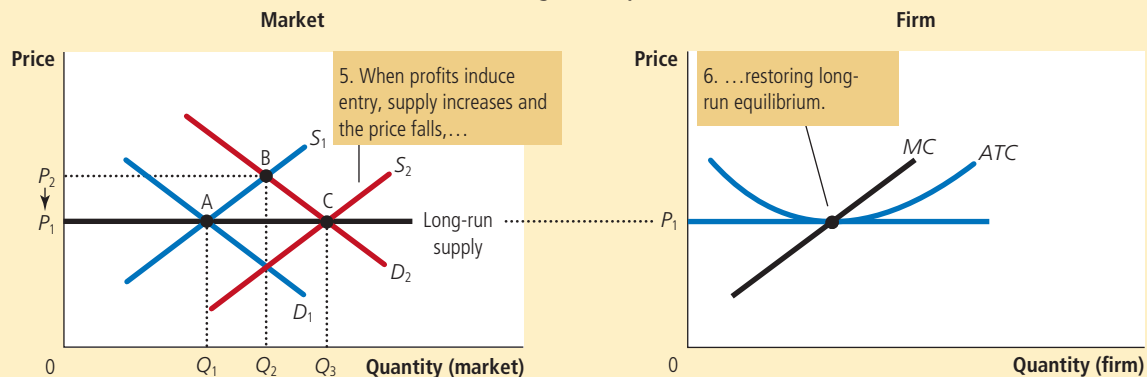 Market
Firm
Price
5. When profits induce
entry, supply increases and
the price falls,…
Price
6. …restoring long-
run equilibrium.
S1
B
MC
ATC
S2
P2
A
C
P1
Long-run
supply
P1
D2
D1
0
Q1
Q2
Q3
Quantity (market)
0
Quantity (firm)